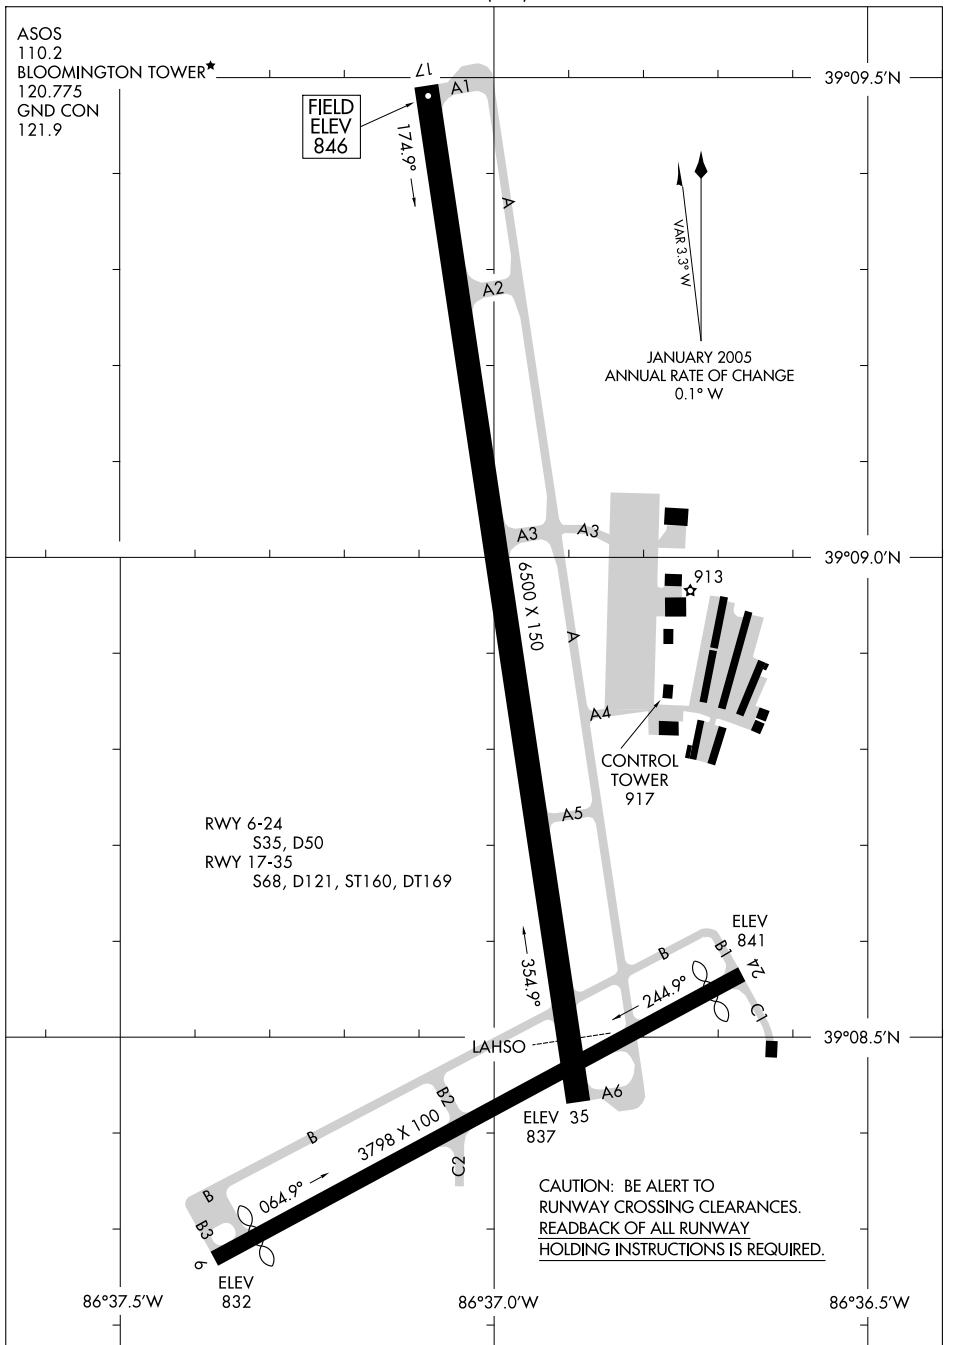 ASOS
110.2
BLOOMINGTON TOWER★
120.775
GND CON
121.9
17
A1
39°09.5'N
FIELD
ELEV
846
174.9°
A
VAR 3.3° W
A2
JANUARY 2005
ANNUAL RATE OF CHANGE
0.1° W
A3
A3
39°09.0'N
913
6500 X 150
A
A4
CONTROL
TOWER
917
A5
RWY 6-24
S35, D50
RWY 17-35
S68, D121, ST160, DT169
ELEV
841
B
B1
24
354.9°
244.9°
C1
LAHSO
39°08.5'N
B2
A6
ELEV
837
35
B
3798 X 100
C2
B
064.9°
B3
6
CAUTION: BE ALERT TO
RUNWAY CROSSING CLEARANCES.
READBACK OF ALL RUNWAY
HOLDING INSTRUCTIONS IS REQUIRED.
ELEV
832
86°37.5'W
86°37.0'W
86°36.5'W